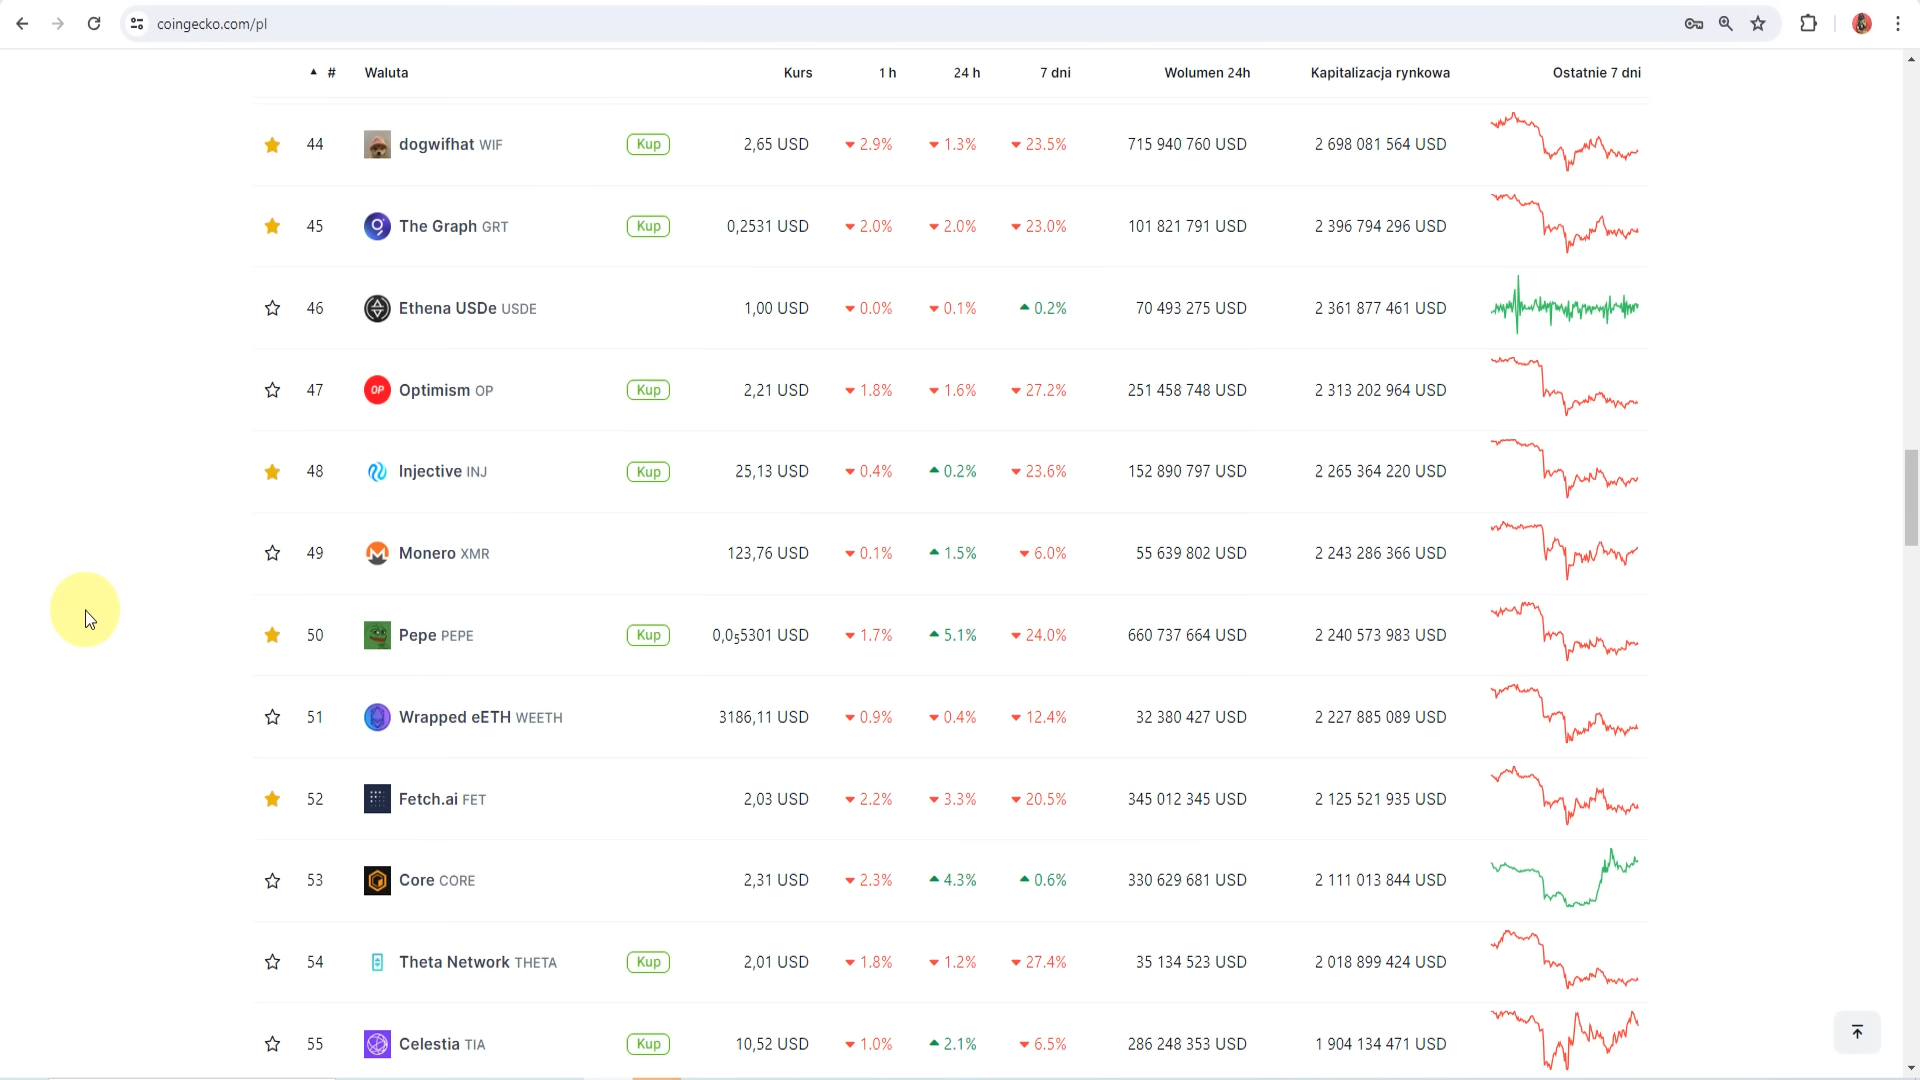 coingecko.com/pl
# Waluta Kurs 1 h 24 h 7 dni Wolumen 24h Kapitalizacja rynkowa Ostatnie 7 dni
44 dogwifhat WIF Kup 2,65 USD 2.9% 1.3% 23.5% 715 940 760 USD 2 698 081 564 USD
45 The Graph GRT Kup 0,2531 USD 2.0% 2.0% 23.0% 101 821 791 USD 2 396 794 296 USD
46 Ethena USDe USDE 1,00 USD 0.0% 0.1% 0.2% 70 493 275 USD 2 361 877 461 USD
47 OP Optimism OP Kup 2,21 USD 1.8% 1.6% 27.2% 251 458 748 USD 2 313 202 964 USD
48 Injective INJ Kup 25,13 USD 0.4% 0.2% 23.6% 152 890 797 USD 2 265 364 220 USD
49 Monero XMR 123,76 USD 0.1% 1.5% 6.0% 55 639 802 USD 2 243 286 366 USD
50 Pepe PEPE Kup 0,0₅5301 USD 1.7% 5.1% 24.0% 660 737 664 USD 2 240 573 983 USD
51 Wrapped eETH WEETH 3186,11 USD 0.9% 0.4% 12.4% 32 380 427 USD 2 227 885 089 USD
52 Fetch.ai FET 2,03 USD 2.2% 3.3% 20.5% 345 012 345 USD 2 125 521 935 USD
53 Core CORE 2,31 USD 2.3% 4.3% 0.6% 330 629 681 USD 2 111 013 844 USD
54 Theta Network THETA Kup 2,01 USD 1.8% 1.2% 27.4% 35 134 523 USD 2 018 899 424 USD
55 Celestia TIA Kup 10,52 USD 1.0% 2.1% 6.5% 286 248 353 USD 1 904 134 471 USD